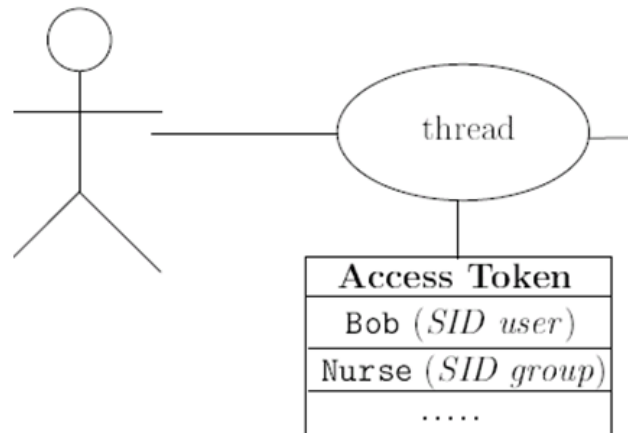 thread
Access Token
Bob (SID user)
Nurse (SID group)
.....